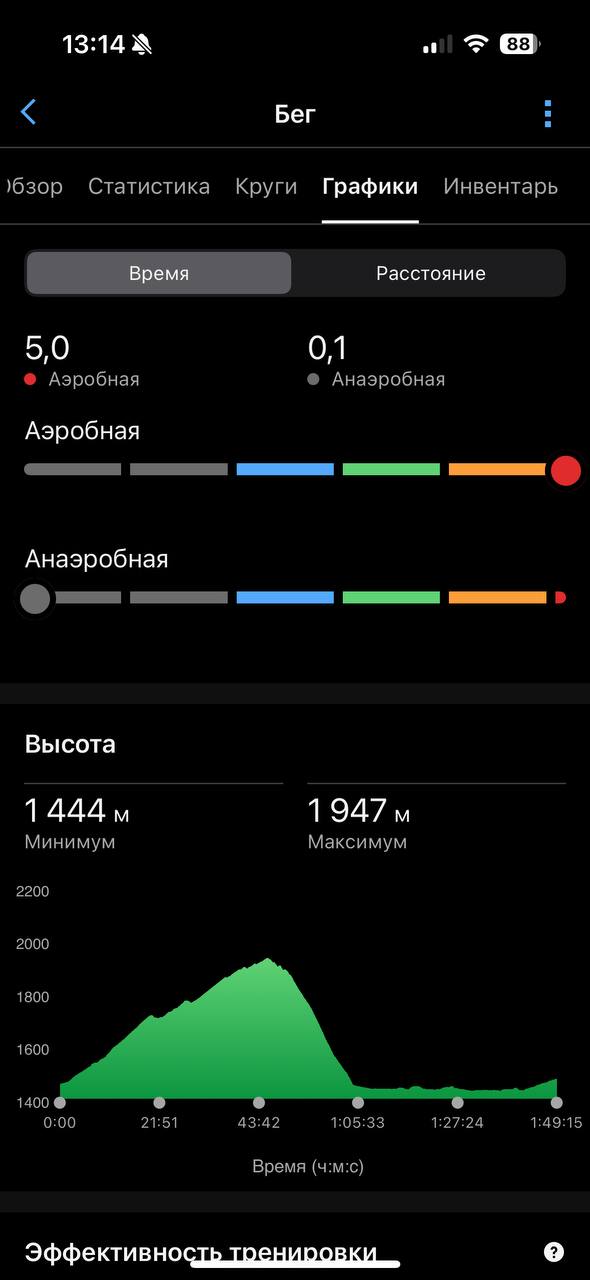 13:14 88
Бег
Обзор Статистика Круги Графики Инвентарь
Время Расстояние
5,0 0,1
Аэробная Анаэробная
Аэробная
Анаэробная
Высота
1 444 м 1 947 м
Минимум Максимум
2200
2000
1800
1600
1400
0:00 21:51 43:42 1:05:33 1:27:24 1:49:15
Время (ч:м:с)
Эффективность тренировки ?